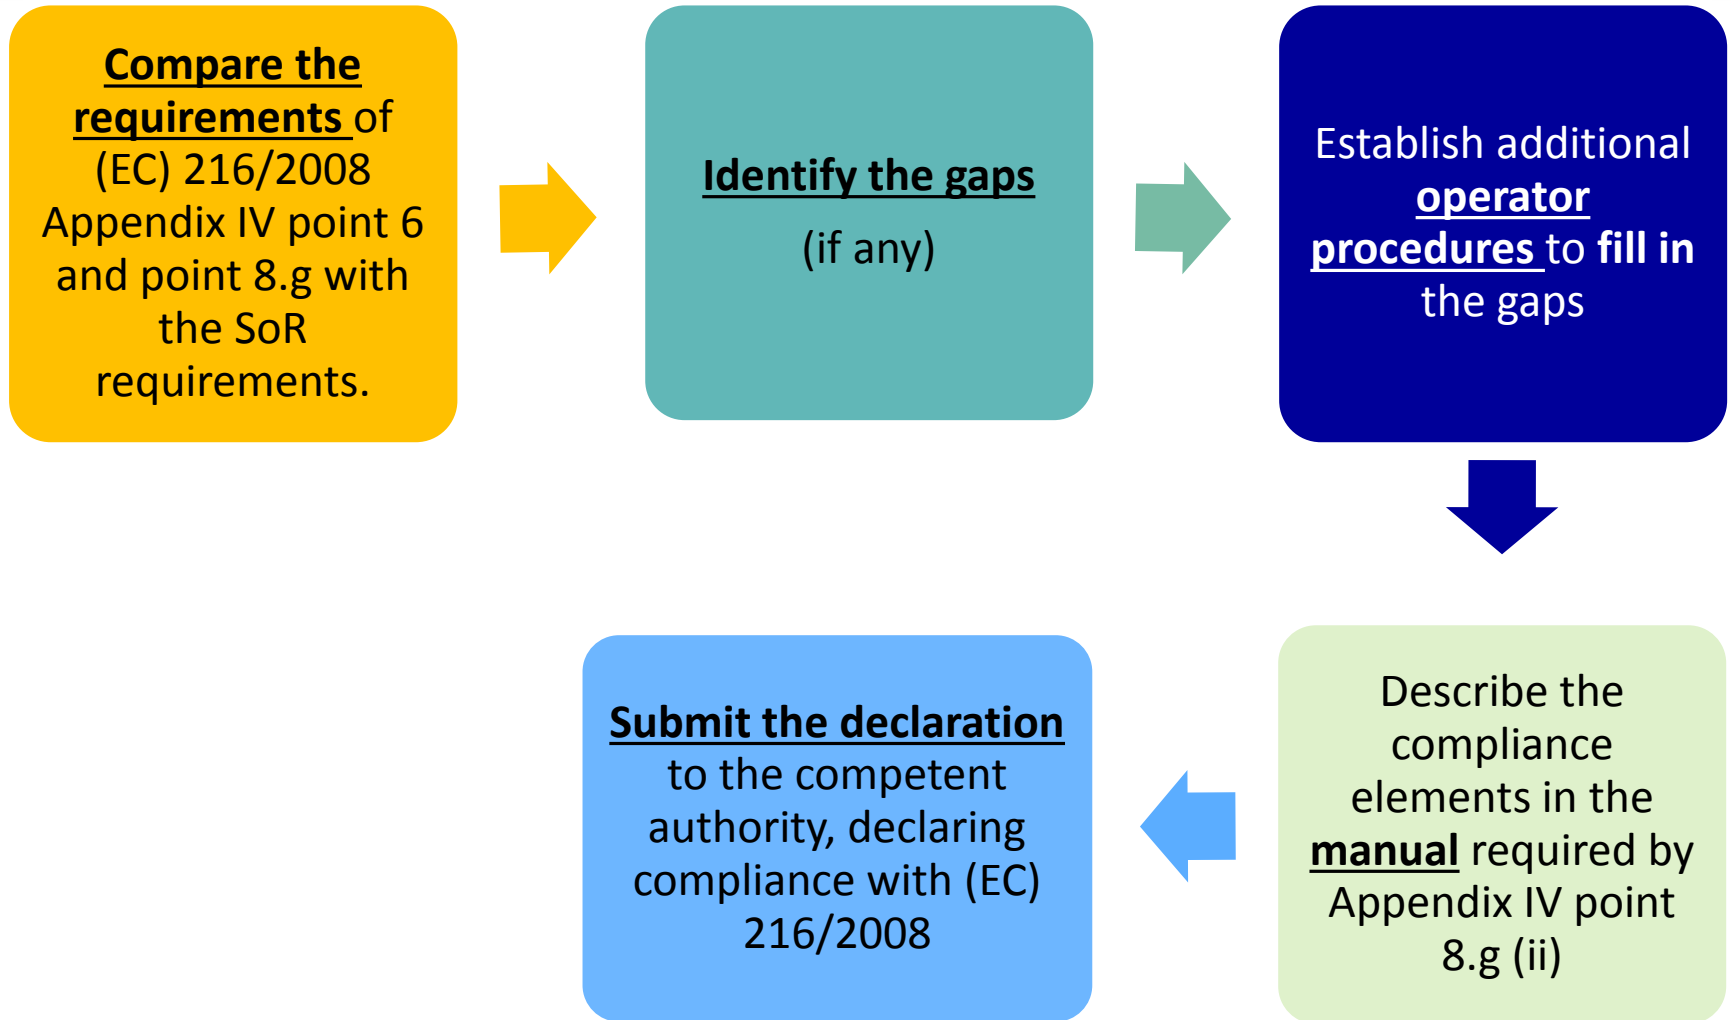 Compare the
requirements of
(EC) 216/2008
Appendix IV point 6
and point 8.g with
the SoR
requirements.
Identify the gaps
(if any)
Establish additional
operator
procedures to fill in
the gaps
Describe the
compliance
elements in the
manual required by
Appendix IV point
8.g (ii)
Submit the declaration
to the competent
authority, declaring
compliance with (EC)
216/2008